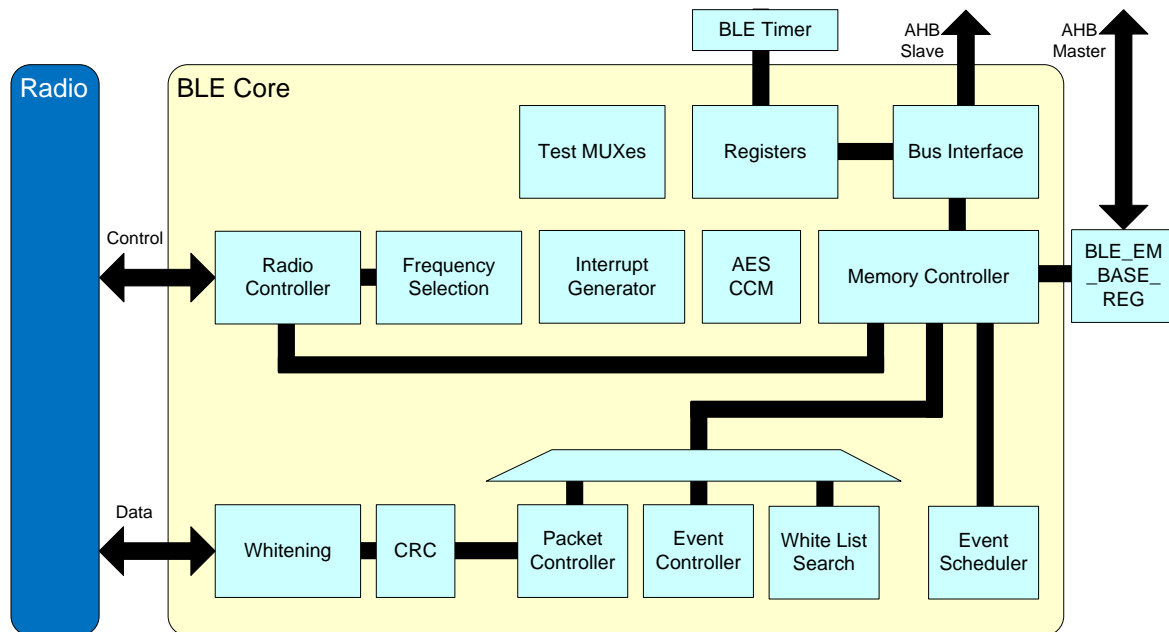 BLE Timer
AHB
Slave
AHB
Master
Radio
BLE Core
Test MUXes
Registers
Bus Interface
Control
Radio
Controller
Frequency
Selection
Interrupt
Generator
AES
CCM
Memory Controller
BLE_EM
_BASE_
REG
Data
Whitening
CRC
Packet
Controller
Event
Controller
White List
Search
Event
Scheduler